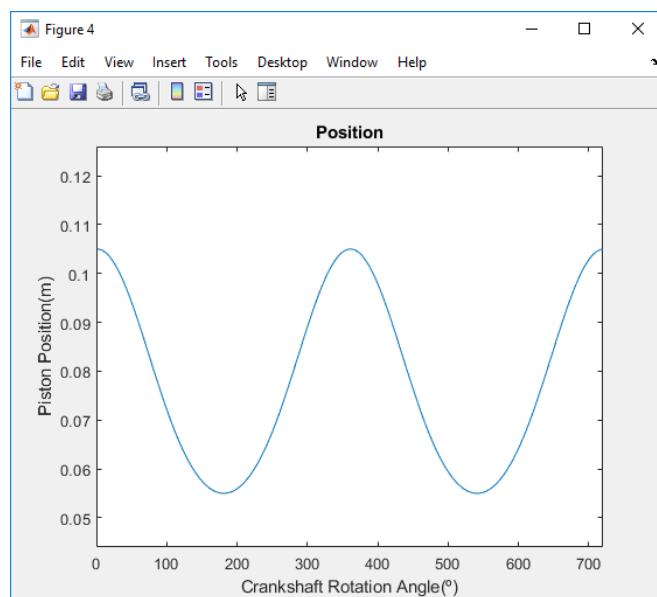 Figure 4
File Edit View Insert Tools Desktop Window Help
Position
0.12
0.11
0.1
0.09
0.08
0.07
0.06
0.05
Piston Position(m)
0 100 200 300 400 500 600 700
Crankshaft Rotation Angle(º)